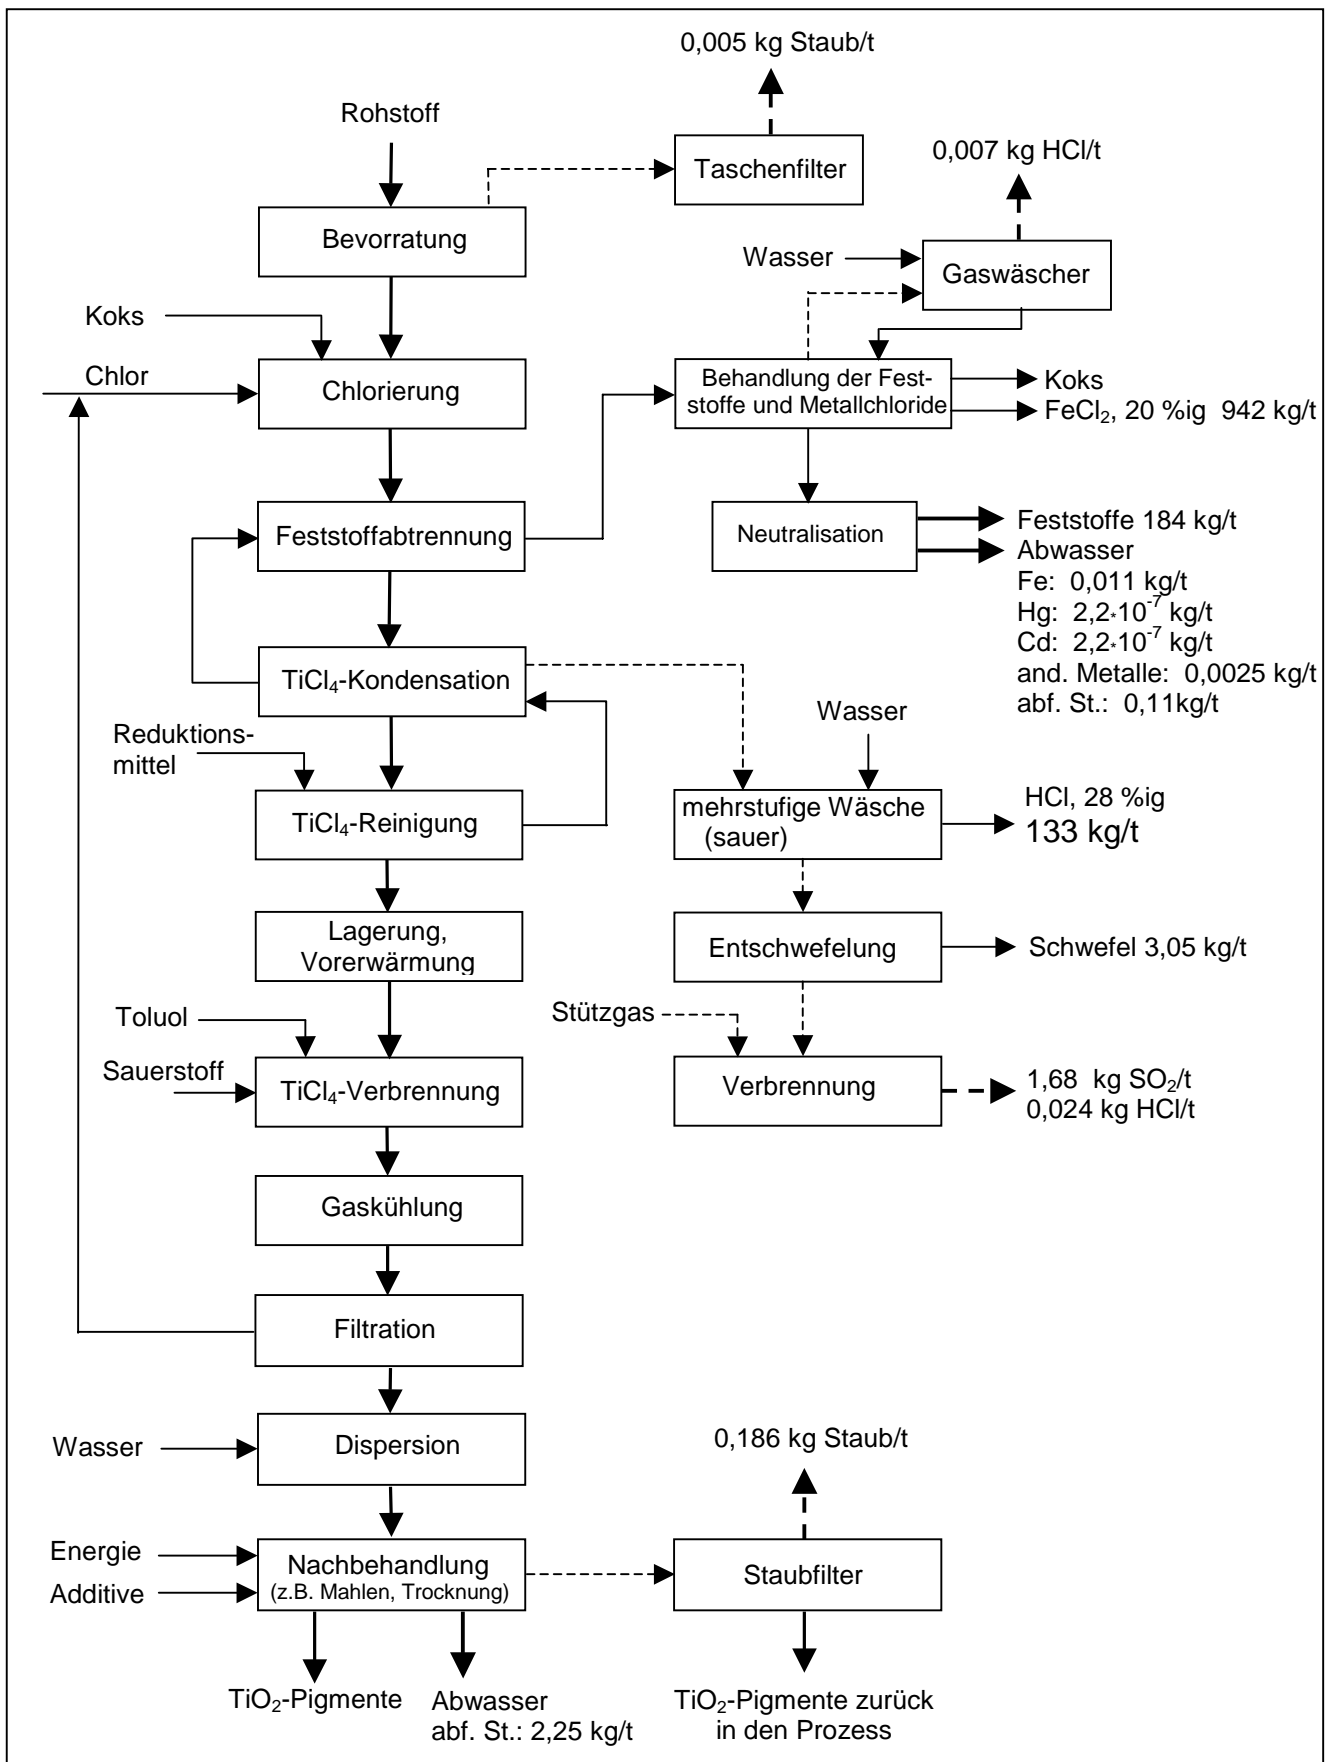 0,005 kg Staub/t
Rohstoff
Taschenfilter
0,007 kg HCl/t
Bevorratung
Wasser
Gaswäscher
Koks
Chlor
Chlorierung
Behandlung der Fest-
stoffe und Metallchloride
Koks
FeCl₂, 20 %ig 942 kg/t
Feststoffabtrennung
Neutralisation
Feststoffe 184 kg/t
Abwasser
Fe: 0,011 kg/t
Hg: 2,2*10⁻⁷ kg/t
Cd: 2,2*10⁻⁷ kg/t
and. Metalle: 0,0025 kg/t
abf. St.: 0,11kg/t
TiCl₄-Kondensation
Wasser
Reduktions-
mittel
TiCl₄-Reinigung
mehrstufige Wäsche
(sauer)
HCl, 28 %ig
133 kg/t
Lagerung,
Vorerwärmung
Entschwefelung
Schwefel 3,05 kg/t
Toluol
Stützgas
Sauerstoff
TiCl₄-Verbrennung
Verbrennung
1,68 kg SO₂/t
0,024 kg HCl/t
Gaskühlung
Filtration
Wasser
Dispersion
0,186 kg Staub/t
Energie
Additive
Nachbehandlung
(z.B. Mahlen, Trocknung)
Staubfilter
TiO₂-Pigmente
Abwasser
abf. St.: 2,25 kg/t
TiO₂-Pigmente zurück
in den Prozess